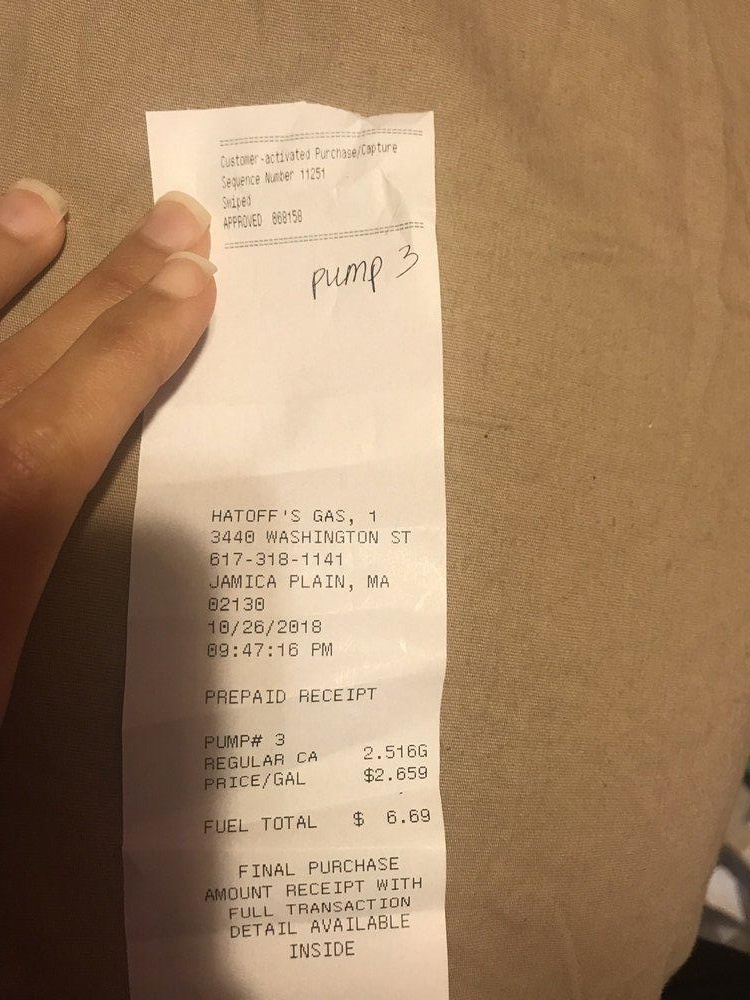 Customer-activated Purchase/Capture
Sequence Number 11251
Swiped
APPROVED 868158
pump 3
HATOFF'S GAS, 1
3440 WASHINGTON ST
617-318-1141
JAMICA PLAIN, MA
02130
10/26/2018
09:47:16 PM
PREPAID RECEIPT
PUMP# 3
REGULAR CA 2.516G
PRICE/GAL $2.659
FUEL TOTAL $ 6.69
FINAL PURCHASE
AMOUNT RECEIPT WITH
FULL TRANSACTION
DETAIL AVAILABLE
INSIDE